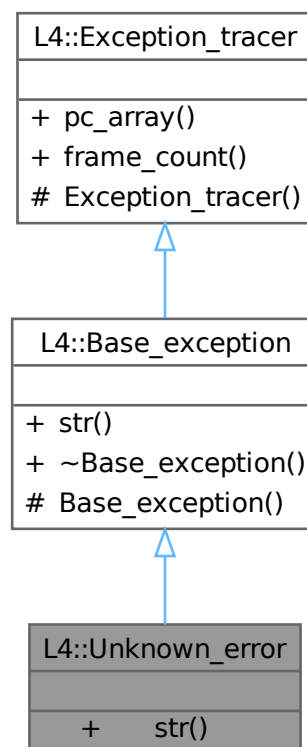 L4::Exception_tracer
+ pc_array()
+ frame_count()
# Exception_tracer()
L4::Base_exception
+ str()
+ ~Base_exception()
# Base_exception()
L4::Unknown_error
+ str()